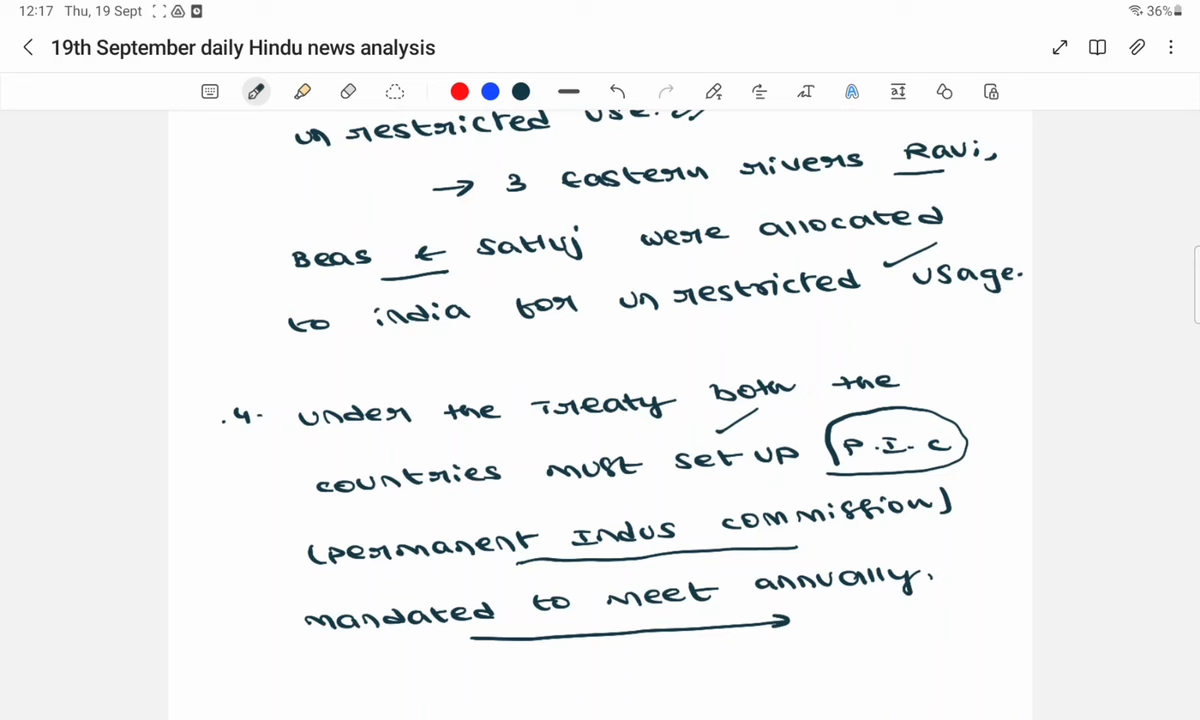 12:17 Thu, 19 Sept 36%
19th September daily Hindu news analysis
un restricted use.
→ 3 Eastern rivers Ravi,
Beas & Satluj were allocated
to india for un restricted usage.
.4. under the Treaty both the
countries must set up P.I.C
(permanent Indus commission)
mandated to meet annually.